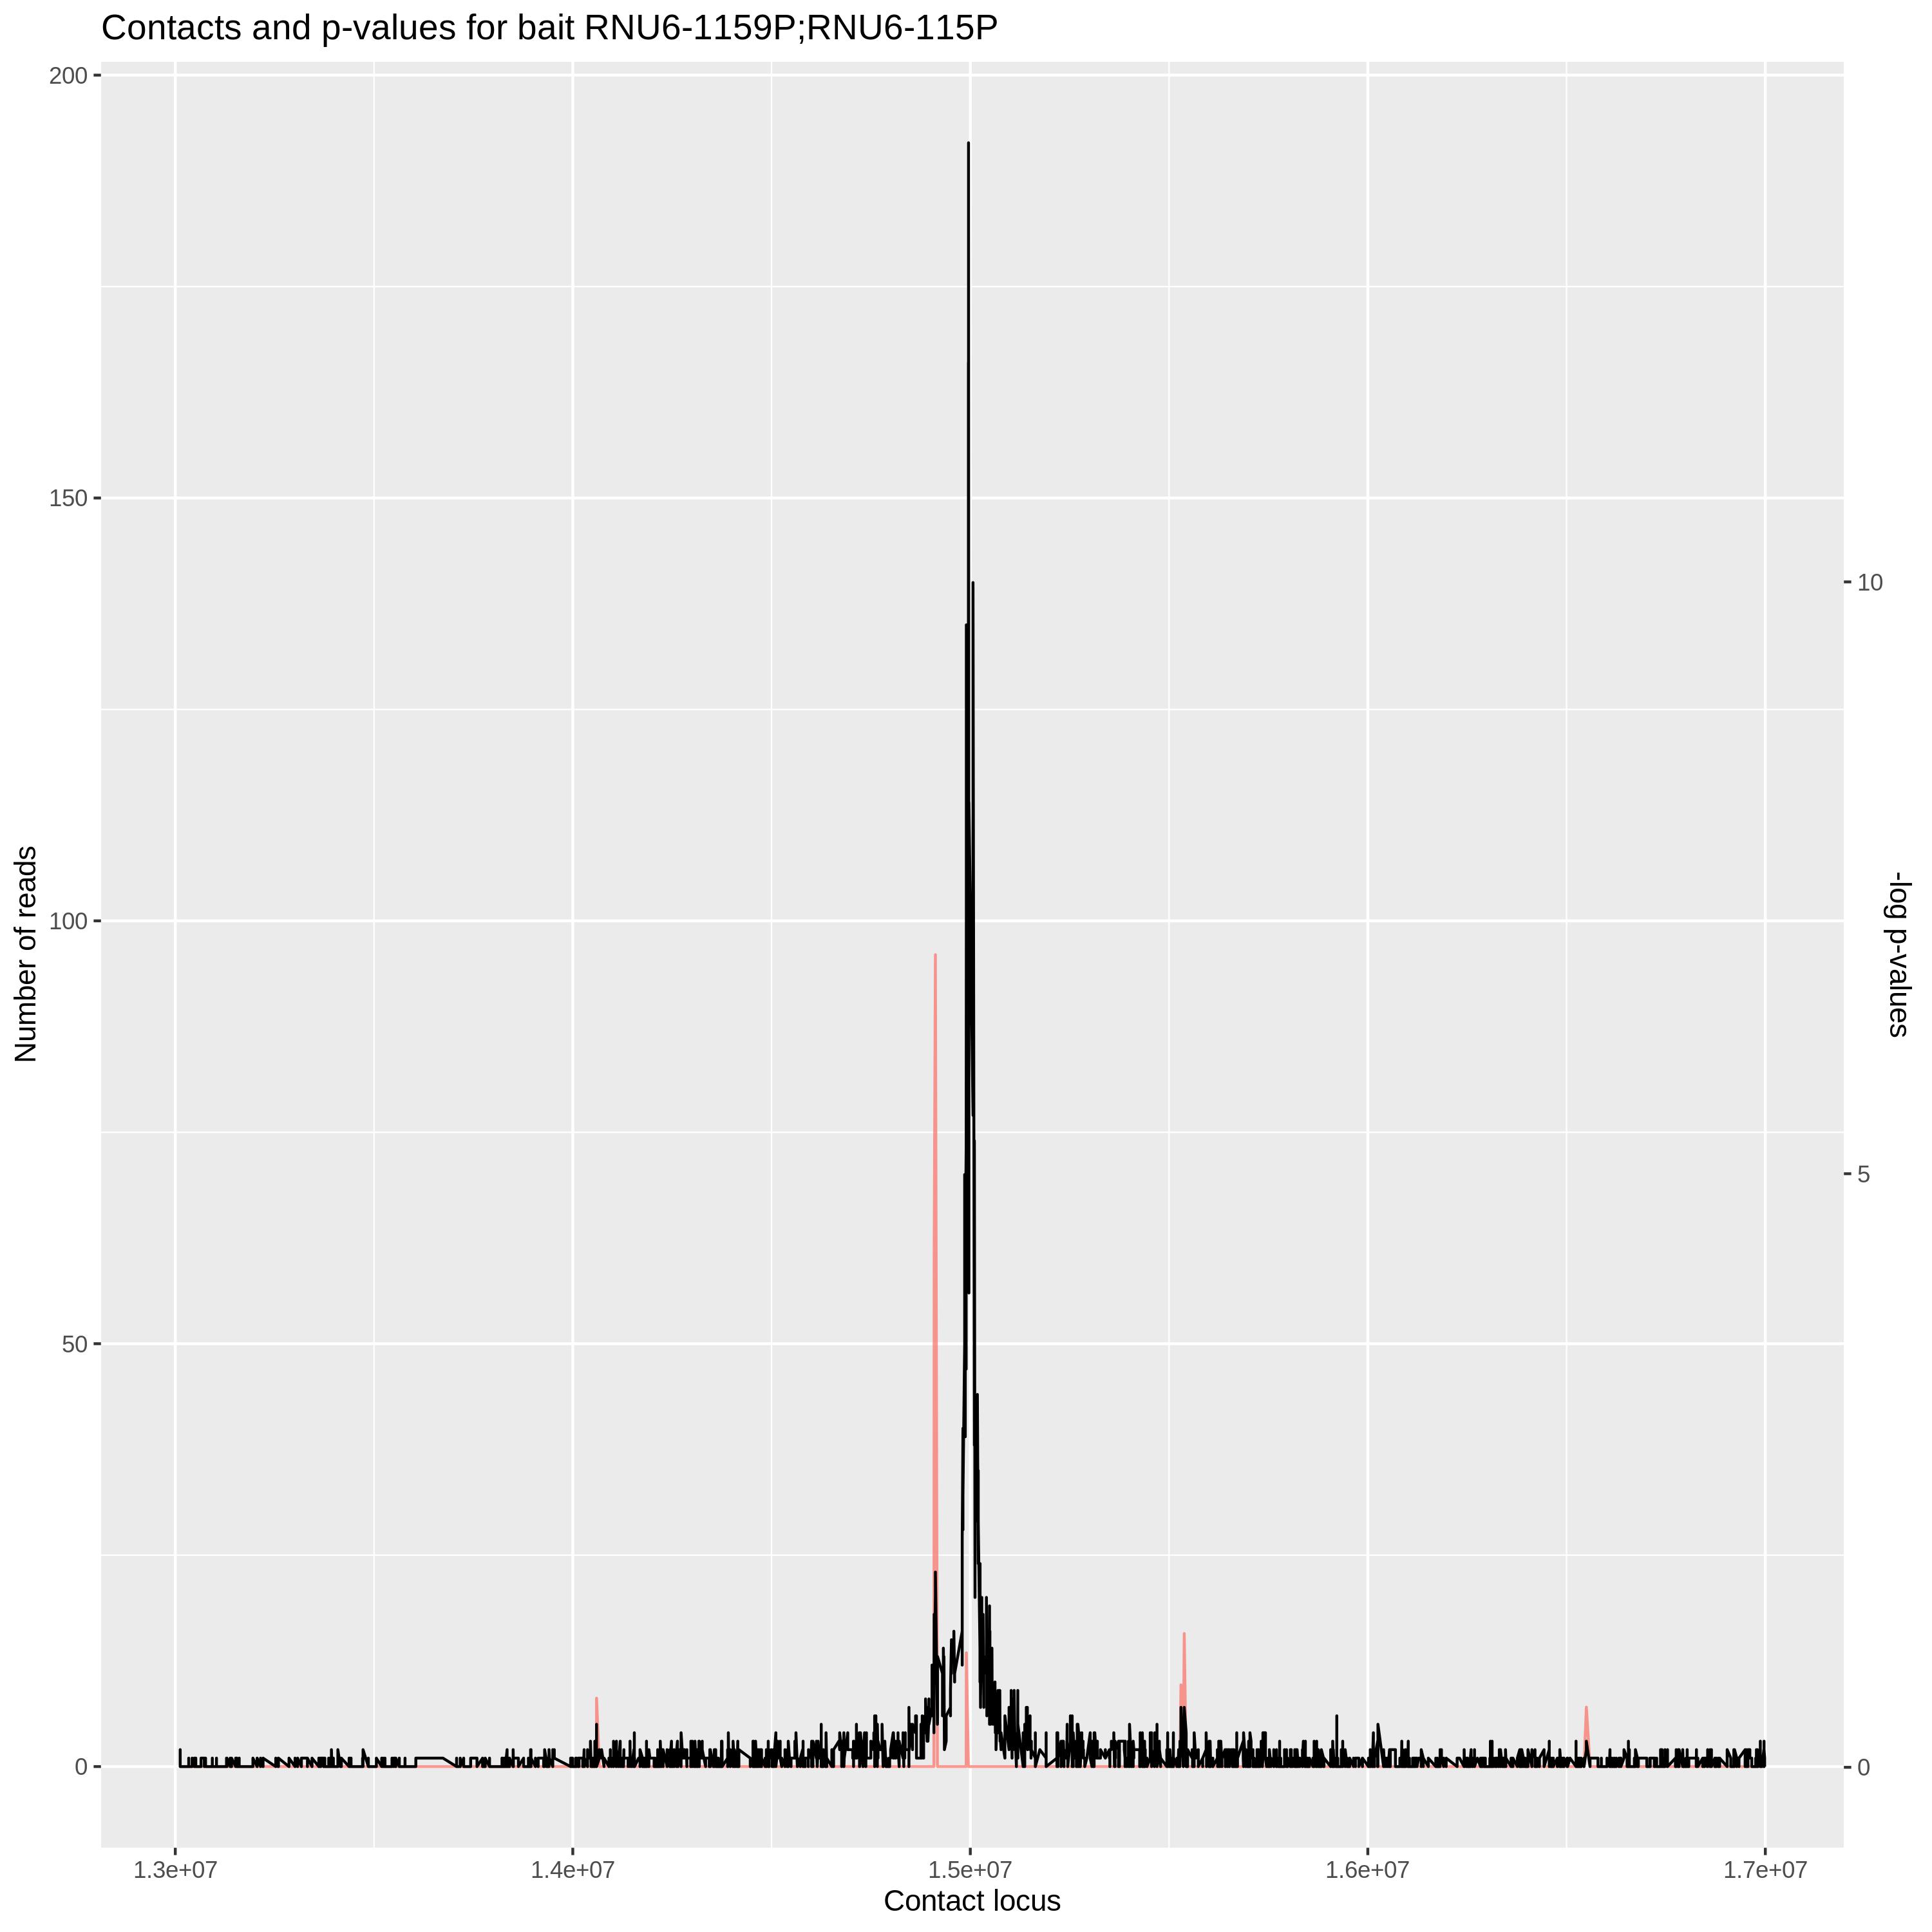 Contacts and p-values for bait RNU6-1159P;RNU6-115P
200
150
100
50
0
Number of reads
10
5
0
-log p-values
1.3e+07
1.4e+07
1.5e+07
1.6e+07
1.7e+07
Contact locus